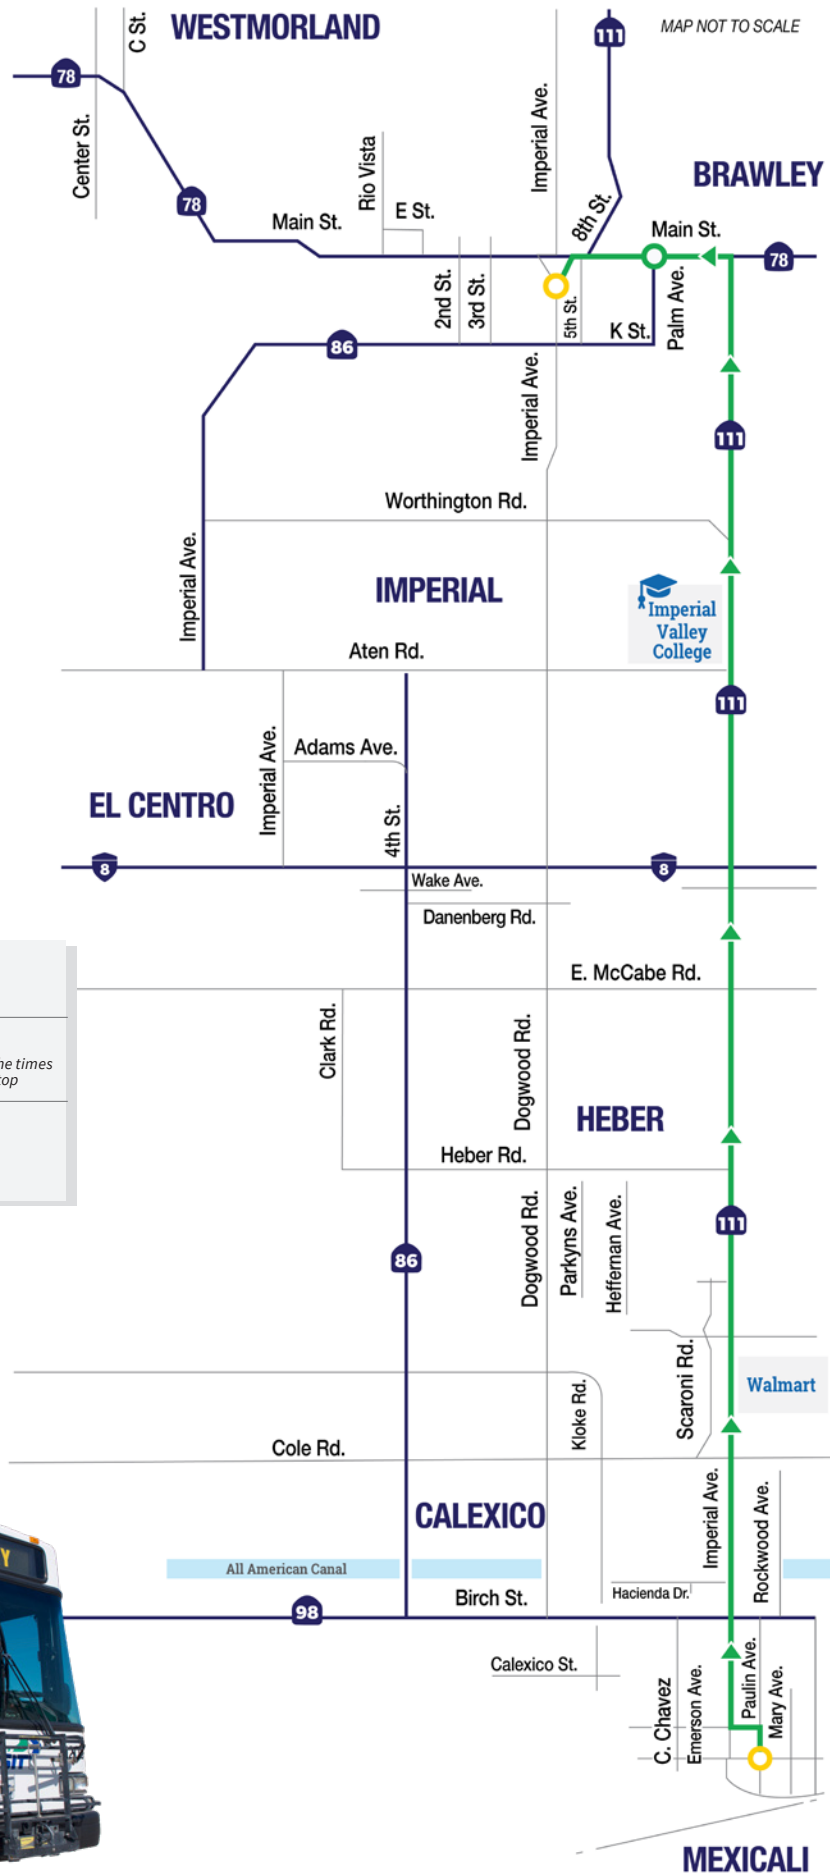 WESTMORLAND
C St.
111
MAP NOT TO SCALE
78
Center St.
Imperial Ave.
Rio Vista
BRAWLEY
78
E St.
8th St.
Main St.
Main St.
78
2nd St.
3rd St.
5th St.
K St.
Palm Ave.
86
Imperial Ave.
111
Worthington Rd.
Imperial Ave.
IMPERIAL
Imperial
Valley
College
Aten Rd.
111
Imperial Ave.
Adams Ave.
EL CENTRO
4th St.
8
8
Wake Ave.
Danenberg Rd.
E. McCabe Rd.
Clark Rd.
Dogwood Rd.
he times
top
HEBER
Heber Rd.
Dogwood Rd.
Parkyns Ave.
Heffernan Ave.
111
86
Scaroni Rd.
Walmart
Kloke Rd.
Cole Rd.
Imperial Ave.
Rockwood Ave.
CALEXICO
Y
All American Canal
Hacienda Dr.
Birch St.
98
Calexico St.
C. Chavez
Emerson Ave.
Paulin Ave.
Mary Ave.
SIT
MEXICALI